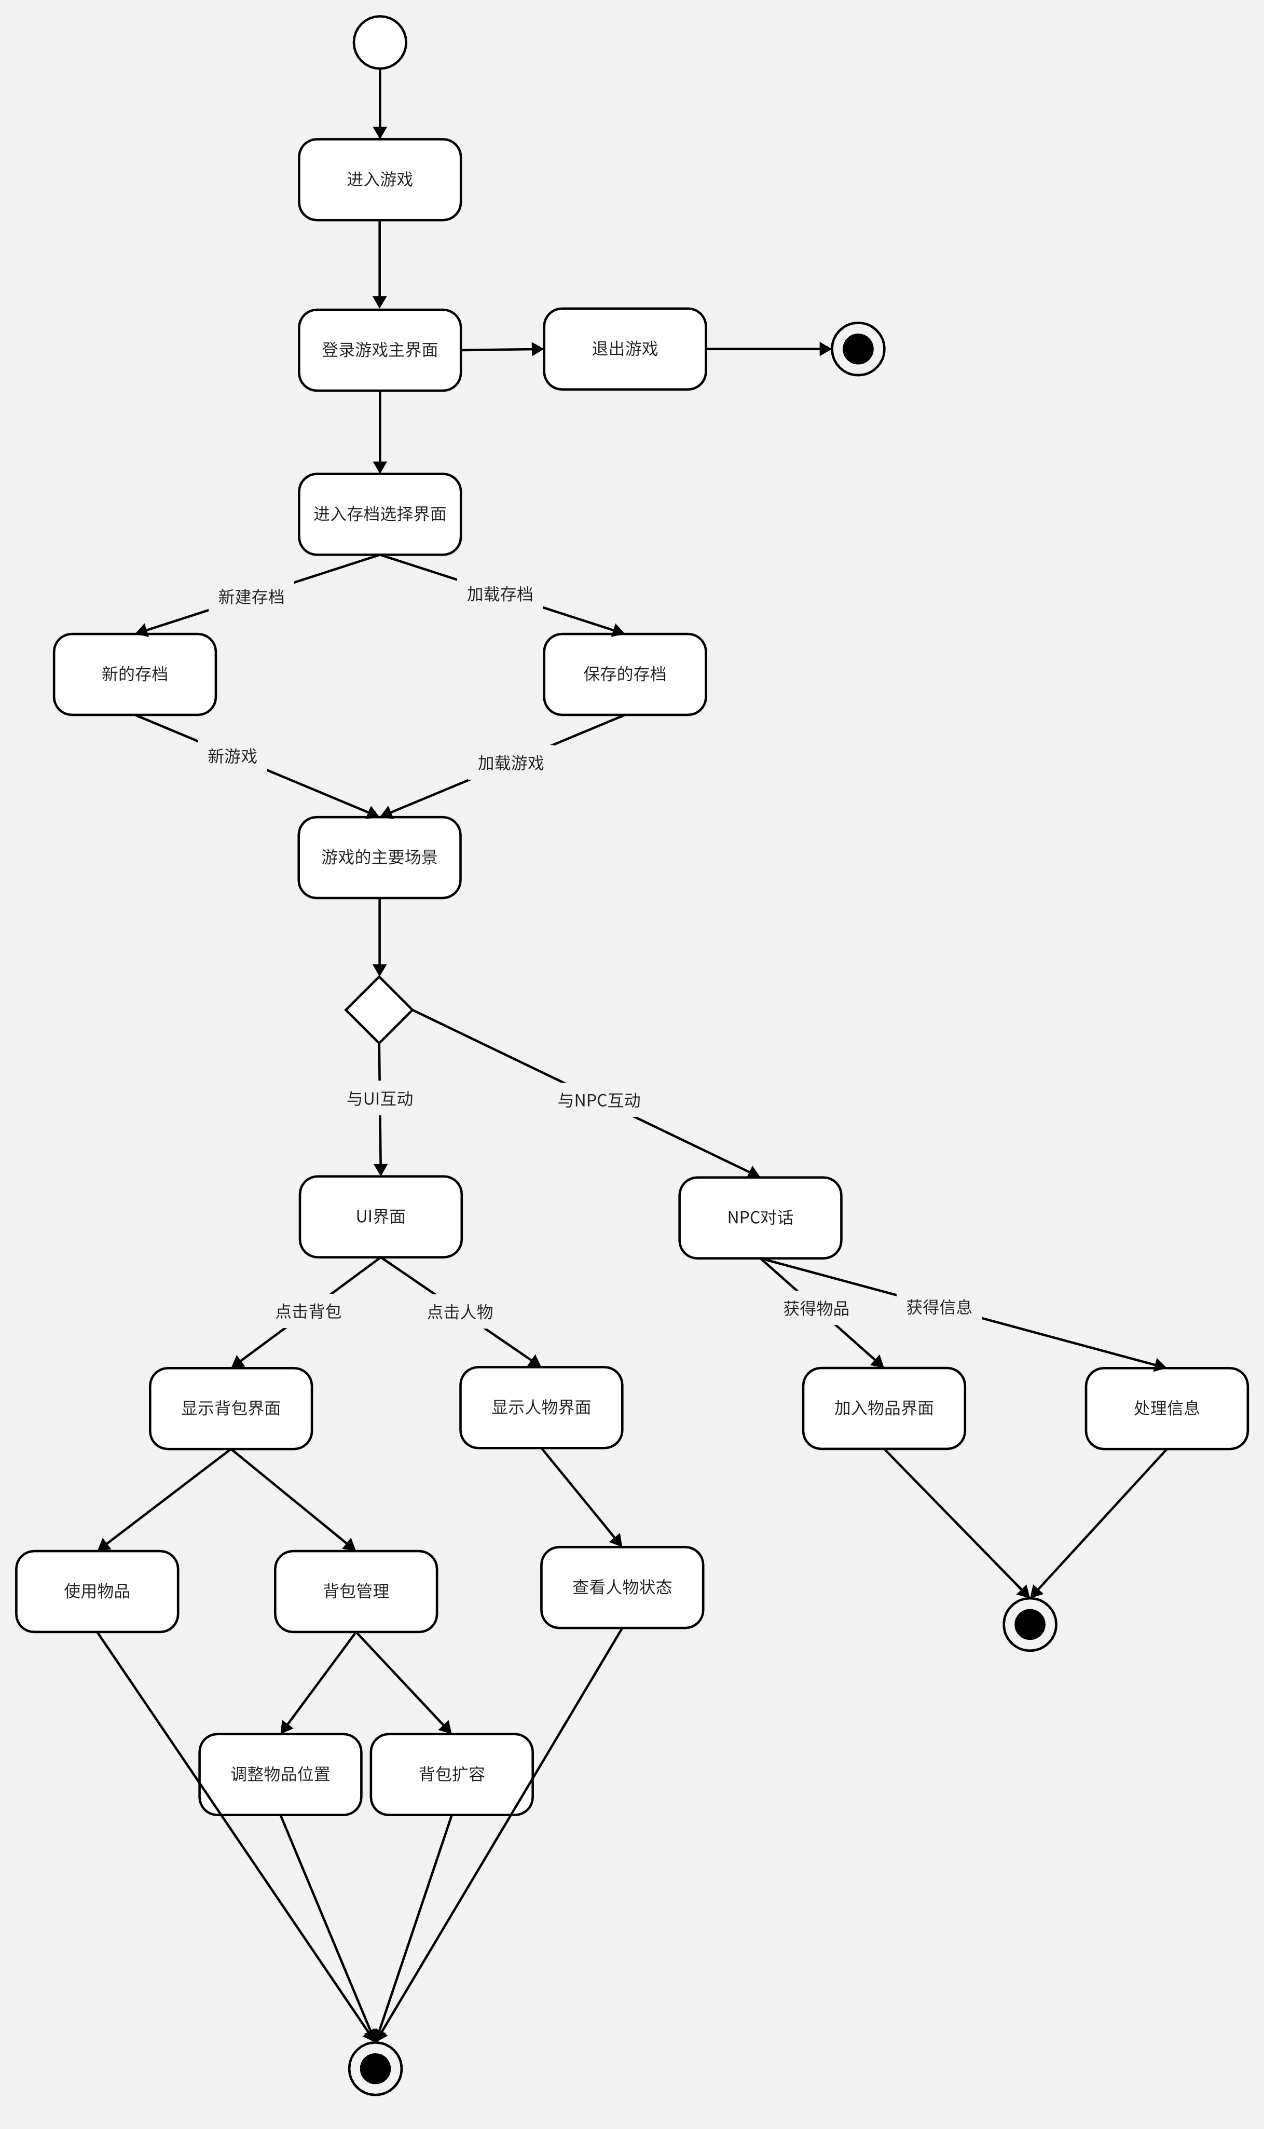 进入游戏
登录游戏主界面
退出游戏
进入存档选择界面
新建存档
加载存档
新的存档
保存的存档
新游戏
加载游戏
游戏的主要场景
与UI互动
与NPC互动
UI界面
NPC对话
点击背包
点击人物
获得物品
获得信息
显示背包界面
显示人物界面
加入物品界面
处理信息
使用物品
背包管理
查看人物状态
调整物品位置
背包扩容